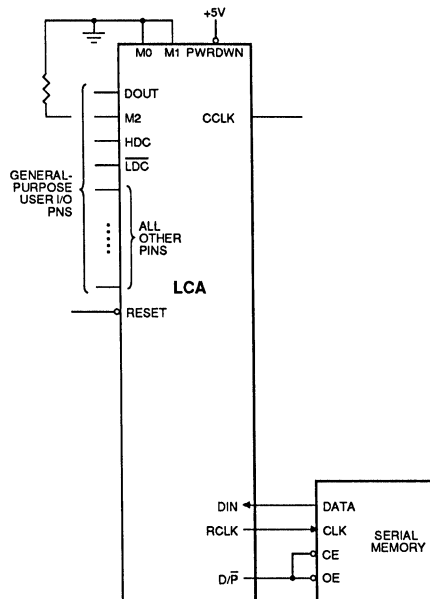 +5V
M0 M1 PWRDWN
DOUT
M2
CCLK
HDC
LDC
GENERAL-
PURPOSE
USER I/O
PNS
ALL
OTHER
PINS
LCA
RESET
DIN
DATA
RCLK
CLK
SERIAL
MEMORY
CE
D/P
OE